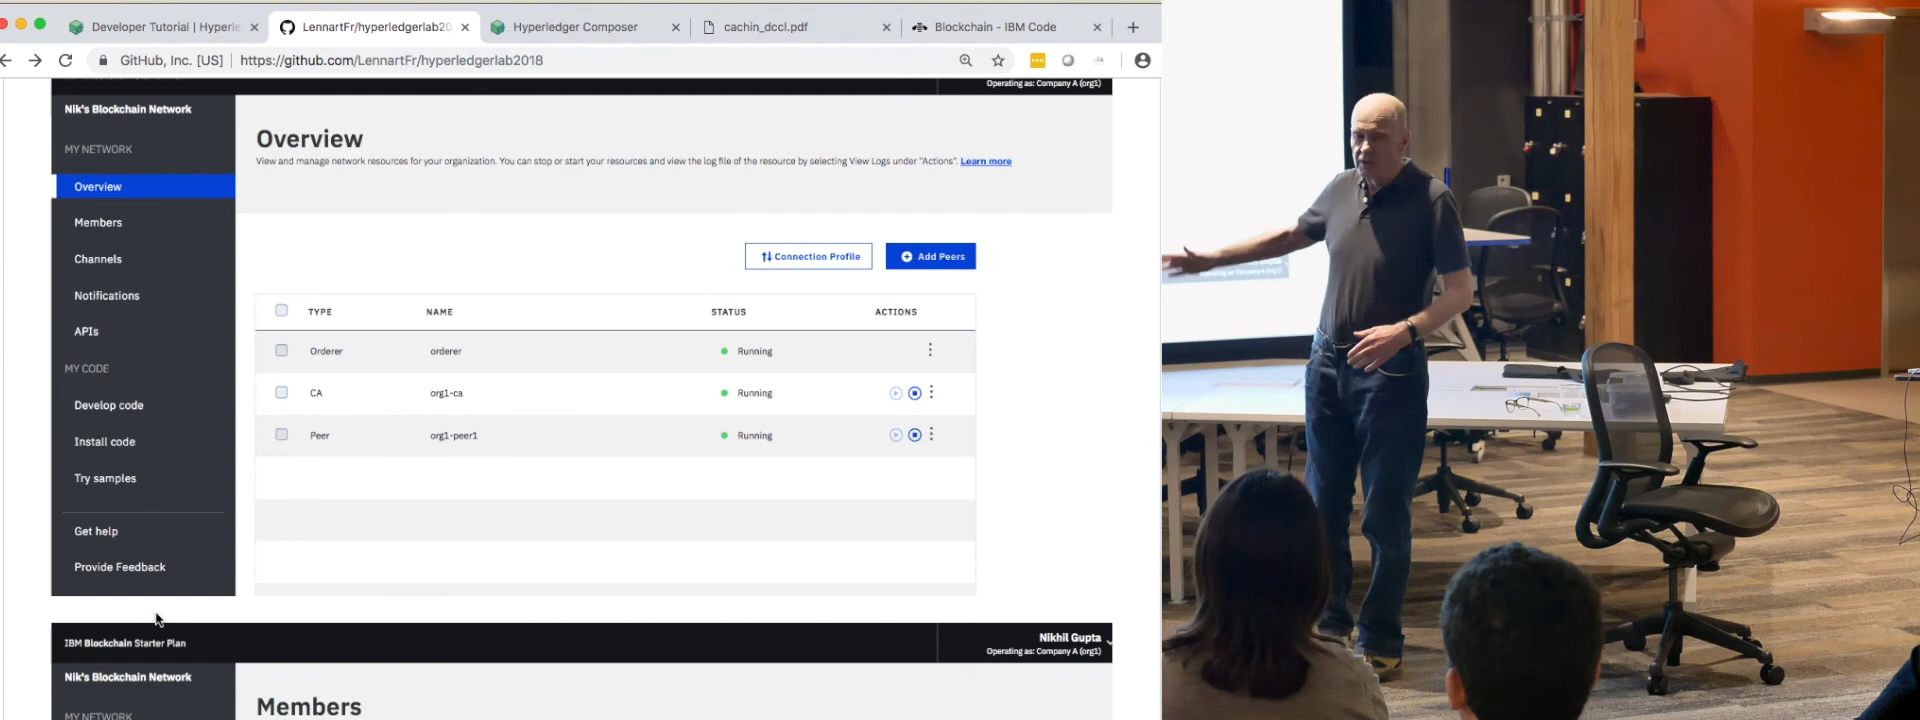 Developer Tutorial | Hyperle
LennartFr/hyperledgerlab20
Hyperledger Composer
cachin_dccl.pdf
Blockchain - IBM Code
GitHub, Inc. [US]
https://github.com/LennartFr/hyperledgerlab2018
Operating as: Company A (org1)
Nik's Blockchain Network
MY NETWORK
Overview
Members
Channels
Notifications
APIs
MY CODE
Develop code
Install code
Try samples
Get help
Provide Feedback
Overview
View and manage network resources for your organization. You can stop or start your resources and view the log file of the resource by selecting View Logs under "Actions". Learn more
Connection Profile
Add Peers
TYPE NAME STATUS ACTIONS
Orderer orderer Running
CA org1-ca Running
Peer org1-peer1 Running
IBM Blockchain Starter Plan
Nikhil Gupta
Operating as: Company A (org1)
Nik's Blockchain Network
MY NETWORK
Members